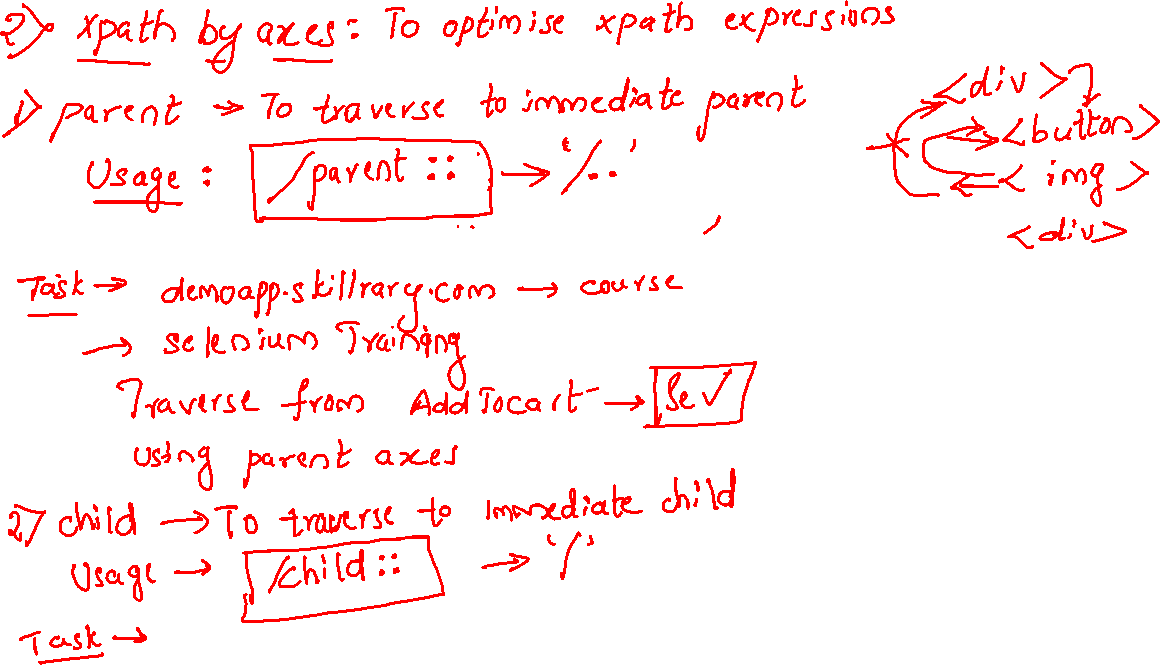 2) xpath by axes: To optimise xpath expressions
1) parent → To traverse to immediate parent
Usage: /parent :: → '/..'
<div>
<button>
<img>
<div>
Task → demoapp.skillrary.com → course
→ selenium Training
Traverse from AddTocart →
using parent axes
2) child → To traverse to immediate child
Usage → /child:: → '/'
Task →